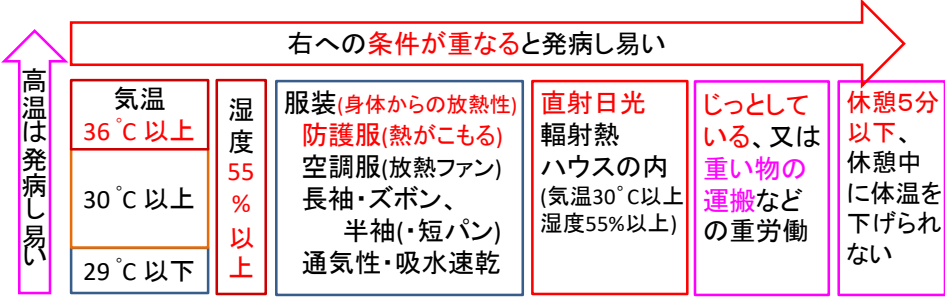 右への条件が重なると発病し易い
高温は発病し易い
気温
36°C 以上
30°C 以上
29°C 以下
湿度55%以上
服装(身体からの放熱性)
防護服(熱がこもる)
空調服(放熱ファン)
長袖・ズボン、
半袖(・短パン)
通気性・吸水速乾
直射日光
輻射熱
ハウスの内
(気温30°C以上
湿度55%以上)
じっとして
いる、又は
重い物の
運搬など
の重労働
休憩5分
以下、
休憩中
に体温を
下げられ
ない